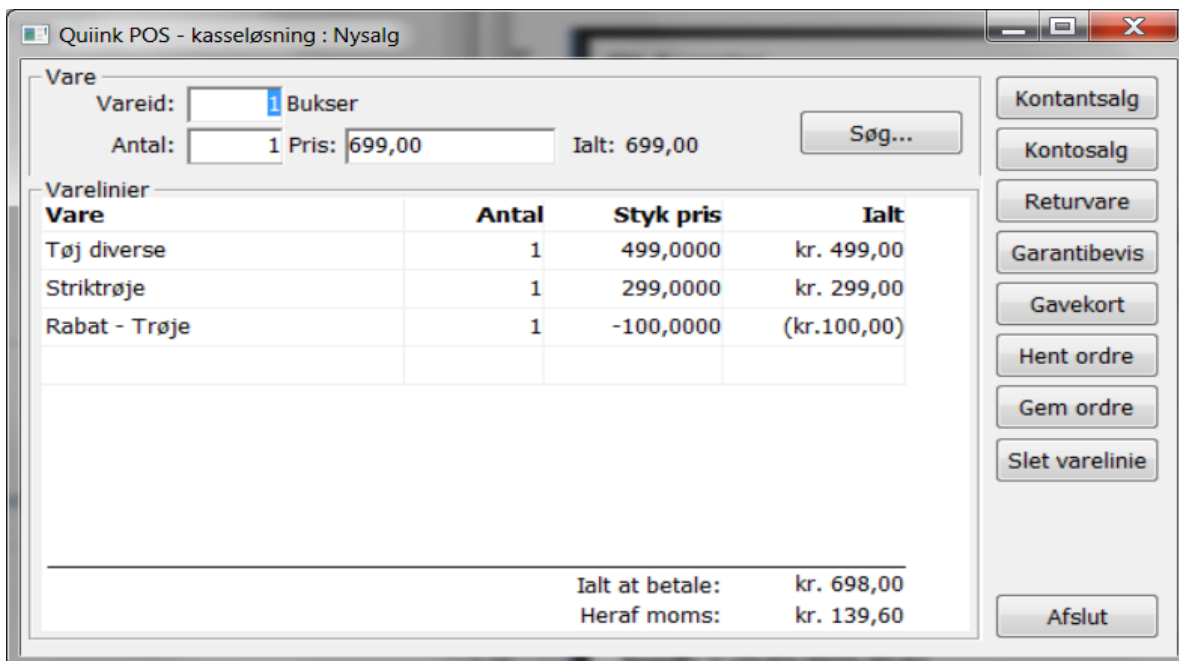 Quiink POS - kasseløsning : Nysalg
Vare
Vareid: 1 Bukser
Antal: 1 Pris: 699,00 Ialt: 699,00 Søg...
Varelinier
Vare Antal Styk pris Ialt
Tøj diverse 1 499,0000 kr. 499,00
Striktrøje 1 299,0000 kr. 299,00
Rabat - Trøje 1 -100,0000 (kr.100,00)
Ialt at betale: kr. 698,00
Heraf moms: kr. 139,60
Kontantsalg
Kontosalg
Returvare
Garantibevis
Gavekort
Hent ordre
Gem ordre
Slet varelinie
Afslut